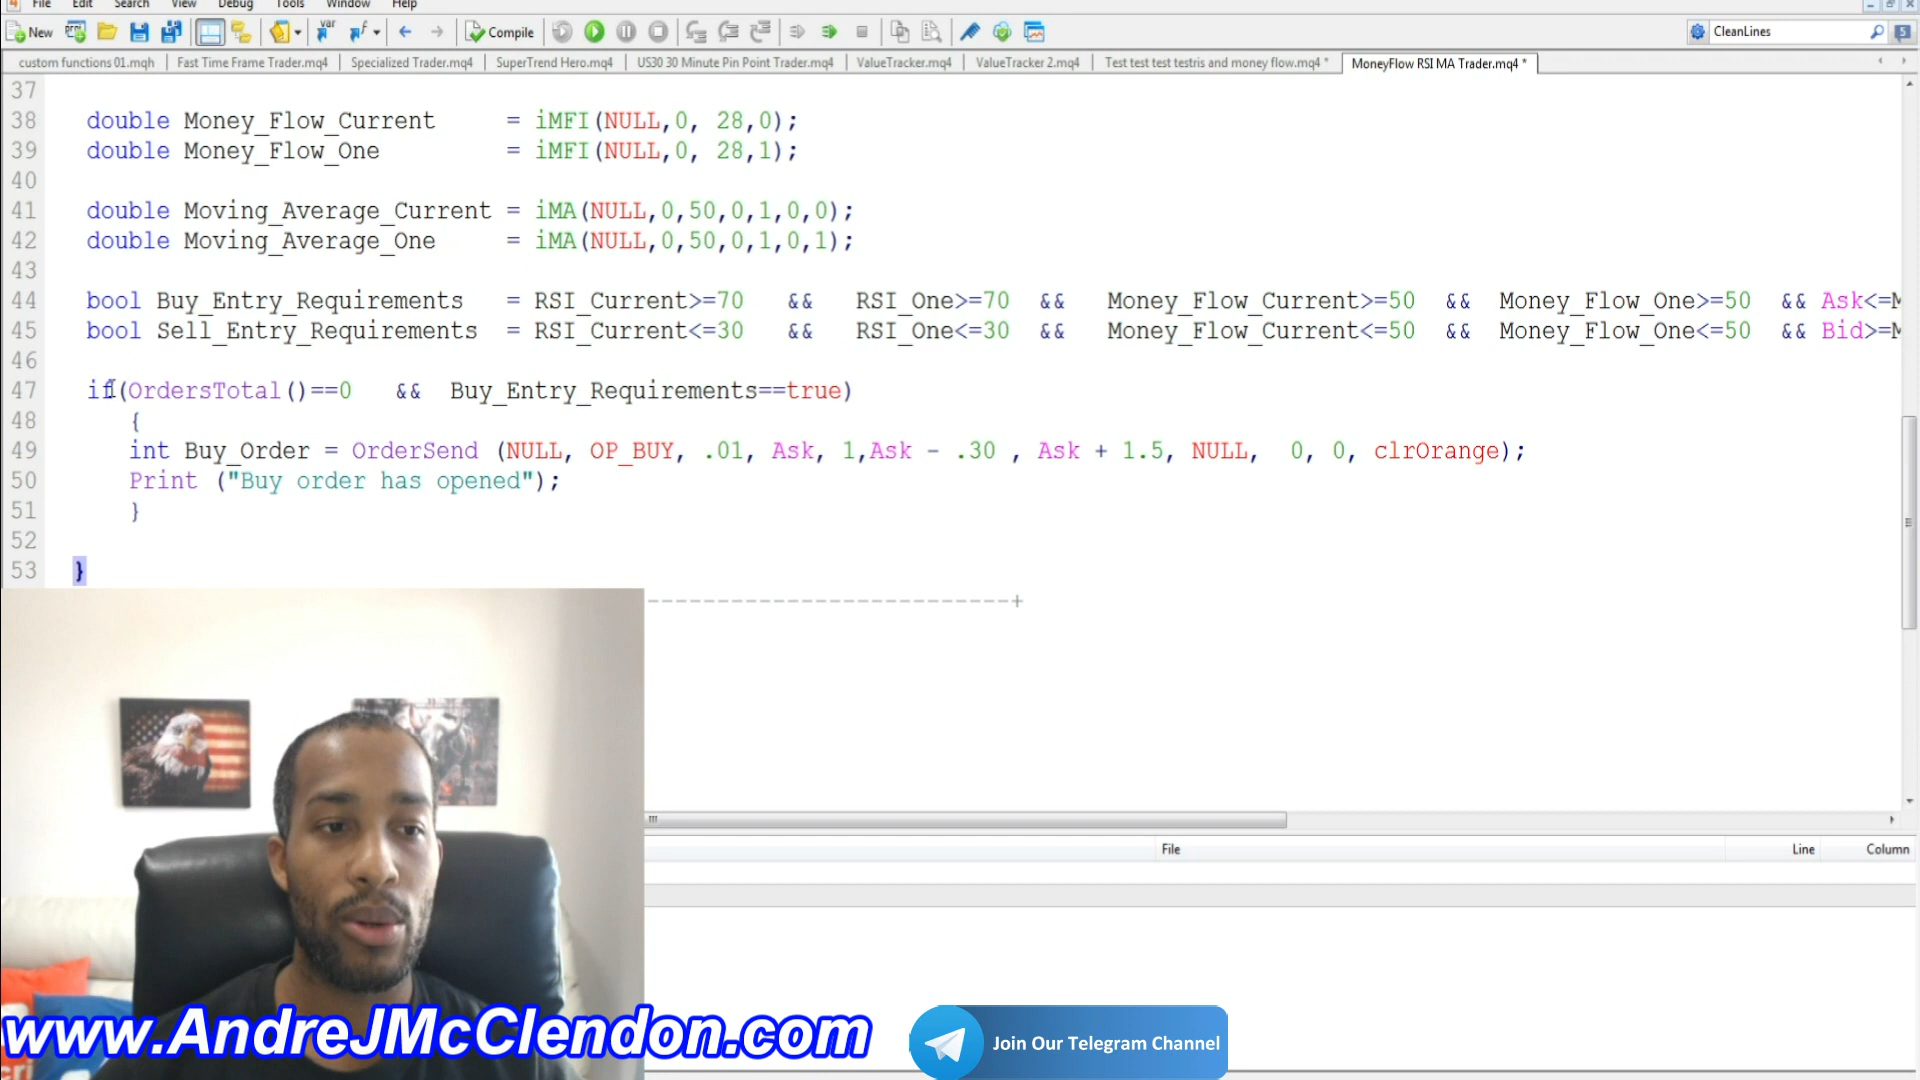 File Edit Search View Debug Tools Window Help
New Compile CleanLines
custom functions 01.mqh Fast Time Frame Trader.mq4 Specialized Trader.mq4 SuperTrend Hero.mq4 US30 30 Minute Pin Point Trader.mq4 ValueTracker.mq4 ValueTracker 2.mq4 Test test test testris and money flow.mq4 * MoneyFlow RSI MA Trader.mq4 *
37
38 double Money_Flow_Current = iMFI(NULL,0, 28,0);
39 double Money_Flow_One = iMFI(NULL,0, 28,1);
40
41 double Moving_Average_Current = iMA(NULL,0,50,0,1,0,0);
42 double Moving_Average_One = iMA(NULL,0,50,0,1,0,1);
43
44 bool Buy_Entry_Requirements = RSI_Current>=70 && RSI_One>=70 && Money_Flow_Current>=50 && Money_Flow_One>=50 && Ask<=M
45 bool Sell_Entry_Requirements = RSI_Current<=30 && RSI_One<=30 && Money_Flow_Current<=50 && Money_Flow_One<=50 && Bid>=M
46
47 if(OrdersTotal()==0 && Buy_Entry_Requirements==true)
48 {
49 int Buy_Order = OrderSend (NULL, OP_BUY, .01, Ask, 1,Ask - .30 , Ask + 1.5, NULL, 0, 0, clrOrange);
50 Print ("Buy order has opened");
51 }
52
53 }
File Line Column
www.AndreJMcClendon.com
Join Our Telegram Channel